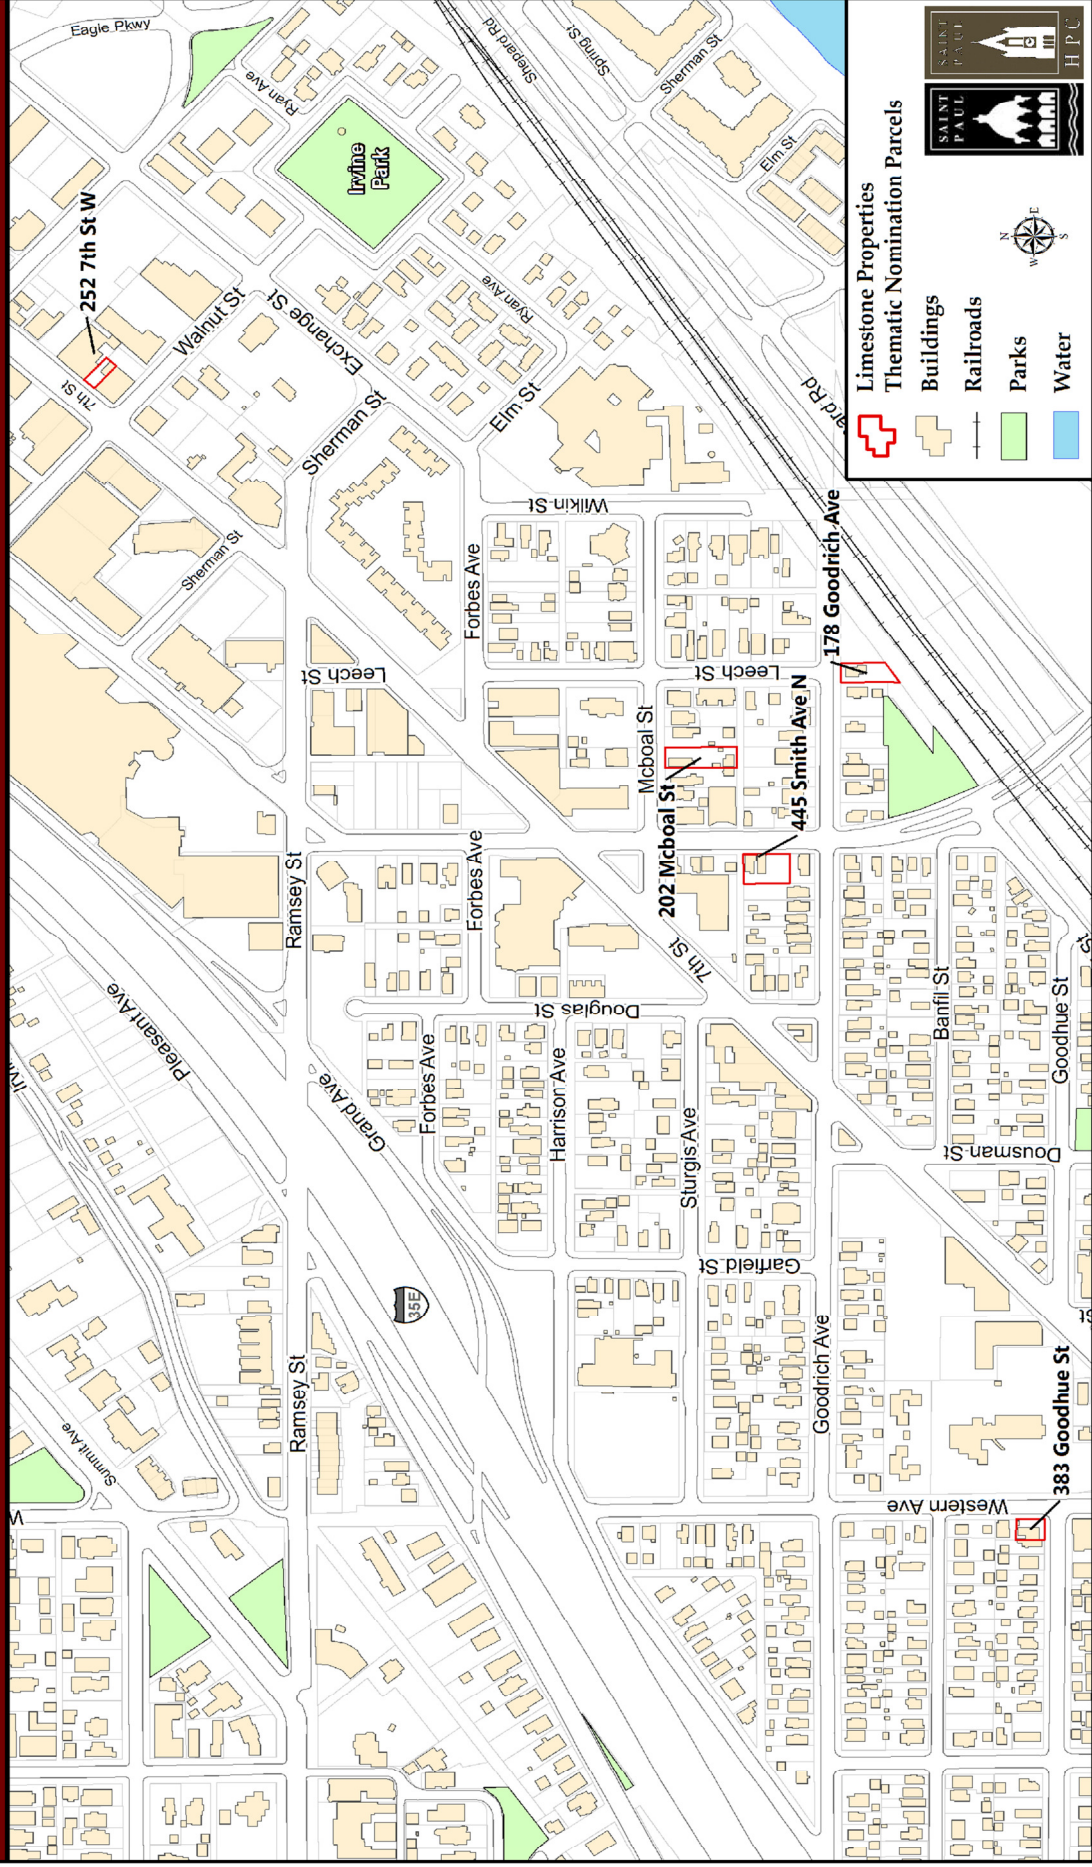 Eagle Pkwy
Ryan Ave
Shepard Rd
Spring St
Sherman St
Irvine
Park
Elm St
252 7th St W
7th St
Walnut St
Exchange St
Ryan Ave
Sherman St
Elm St
Sherman St
Wilkin St
Forbes Ave
Leech St
Leech St
178 Goodrich Ave
ard Rd
Mcboal St
202 Mcboal St
445 Smith Ave N
Ramsey St
Forbes Ave
7th St
Pleasant Ave
Douglas St
Grand Ave
Forbes Ave
Harrison Ave
Sturgis Ave
Banfil St
Goodhue St
Dousman St
Garfield St
35E
Ramsey St
Goodrich Ave
Summit Ave
Western Ave
383 Goodhue St
Limestone Properties
Thematic Nomination Parcels
Buildings
Railroads
Parks
Water
N
E
S
W
SAINT
PAUL
SAINT
PAUL
HPC